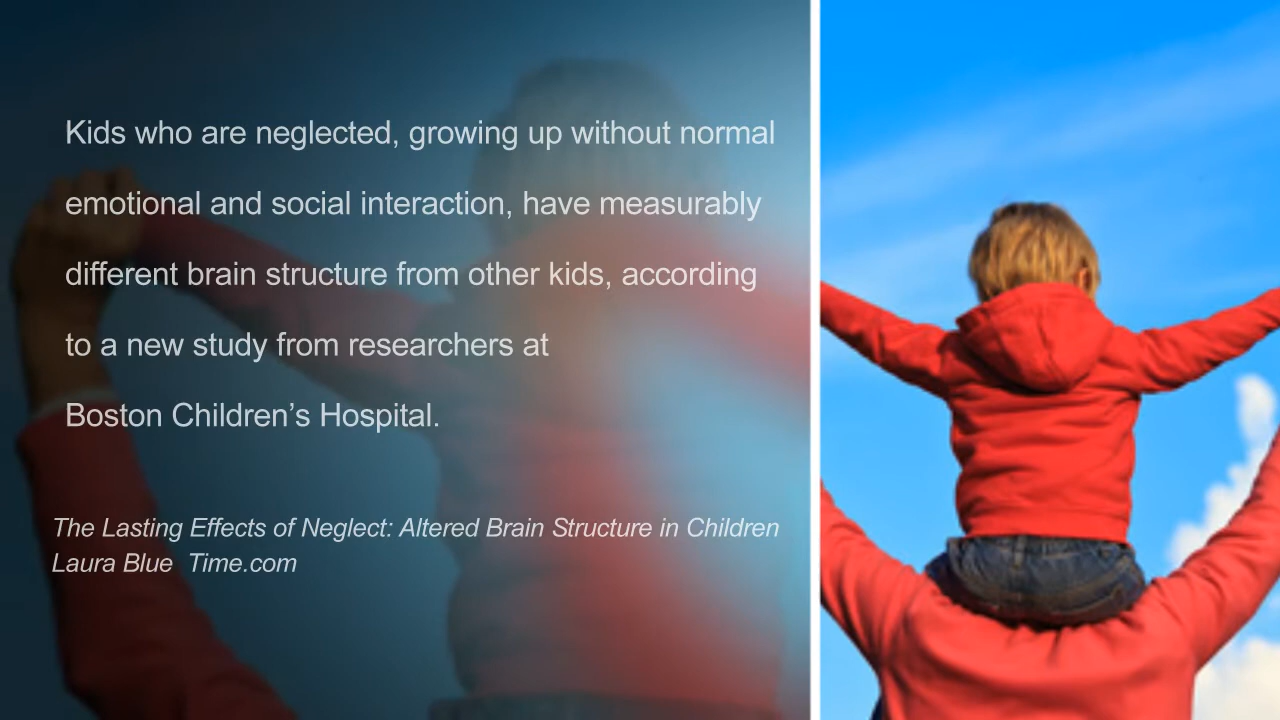 Kids who are neglected, growing up without normal
emotional and social interaction, have measurably
different brain structure from other kids, according
to a new study from researchers at
Boston Children’s Hospital.
The Lasting Effects of Neglect: Altered Brain Structure in Children
Laura Blue  Time.com